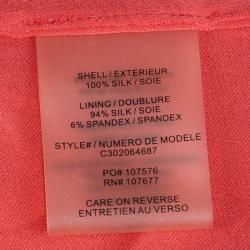 SHELL / EXTERIEUR
100% SILK / SOIE
LINING / DOUBLURE
94% SILK / SOIE
6% SPANDEX / SPANDEX
STYLE# / NUMERO DE MODELE
C302064687
PO# 107576
RN# 107677
CARE ON REVERSE
ENTRETIEN AU VERSO